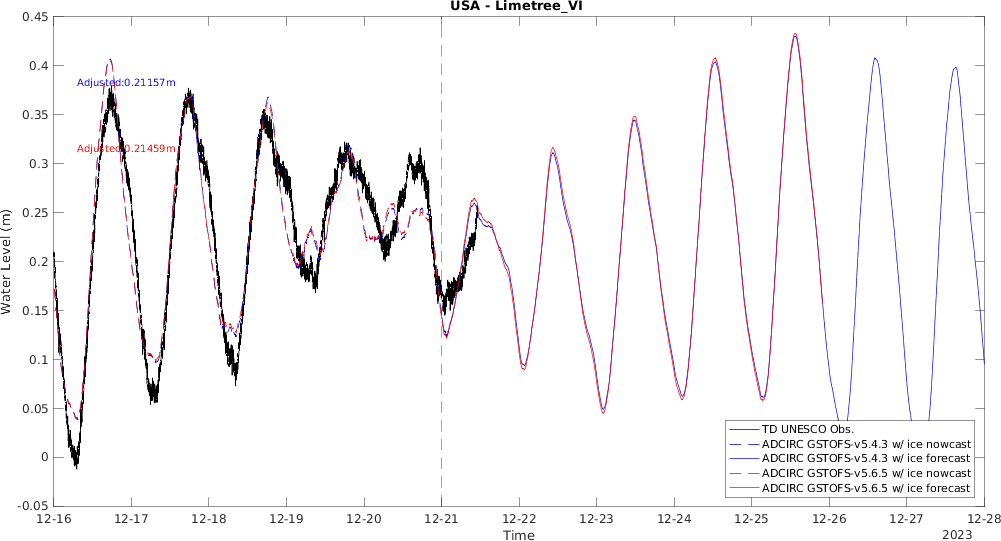 USA - Limetree_VI
0.45
0.4
0.35
0.3
0.25
0.2
0.15
0.1
0.05
0
-0.05
Water Level (m)
Adjusted:0.21157m
Adjusted:0.21459m
TD UNESCO Obs.
ADCIRC GSTOFS-v5.4.3 w/ ice nowcast
ADCIRC GSTOFS-v5.4.3 w/ ice forecast
ADCIRC GSTOFS-v5.6.5 w/ ice nowcast
ADCIRC GSTOFS-v5.6.5 w/ ice forecast
12-16 12-17 12-18 12-19 12-20 12-21 12-22 12-23 12-24 12-25 12-26 12-27 12-28
Time
2023